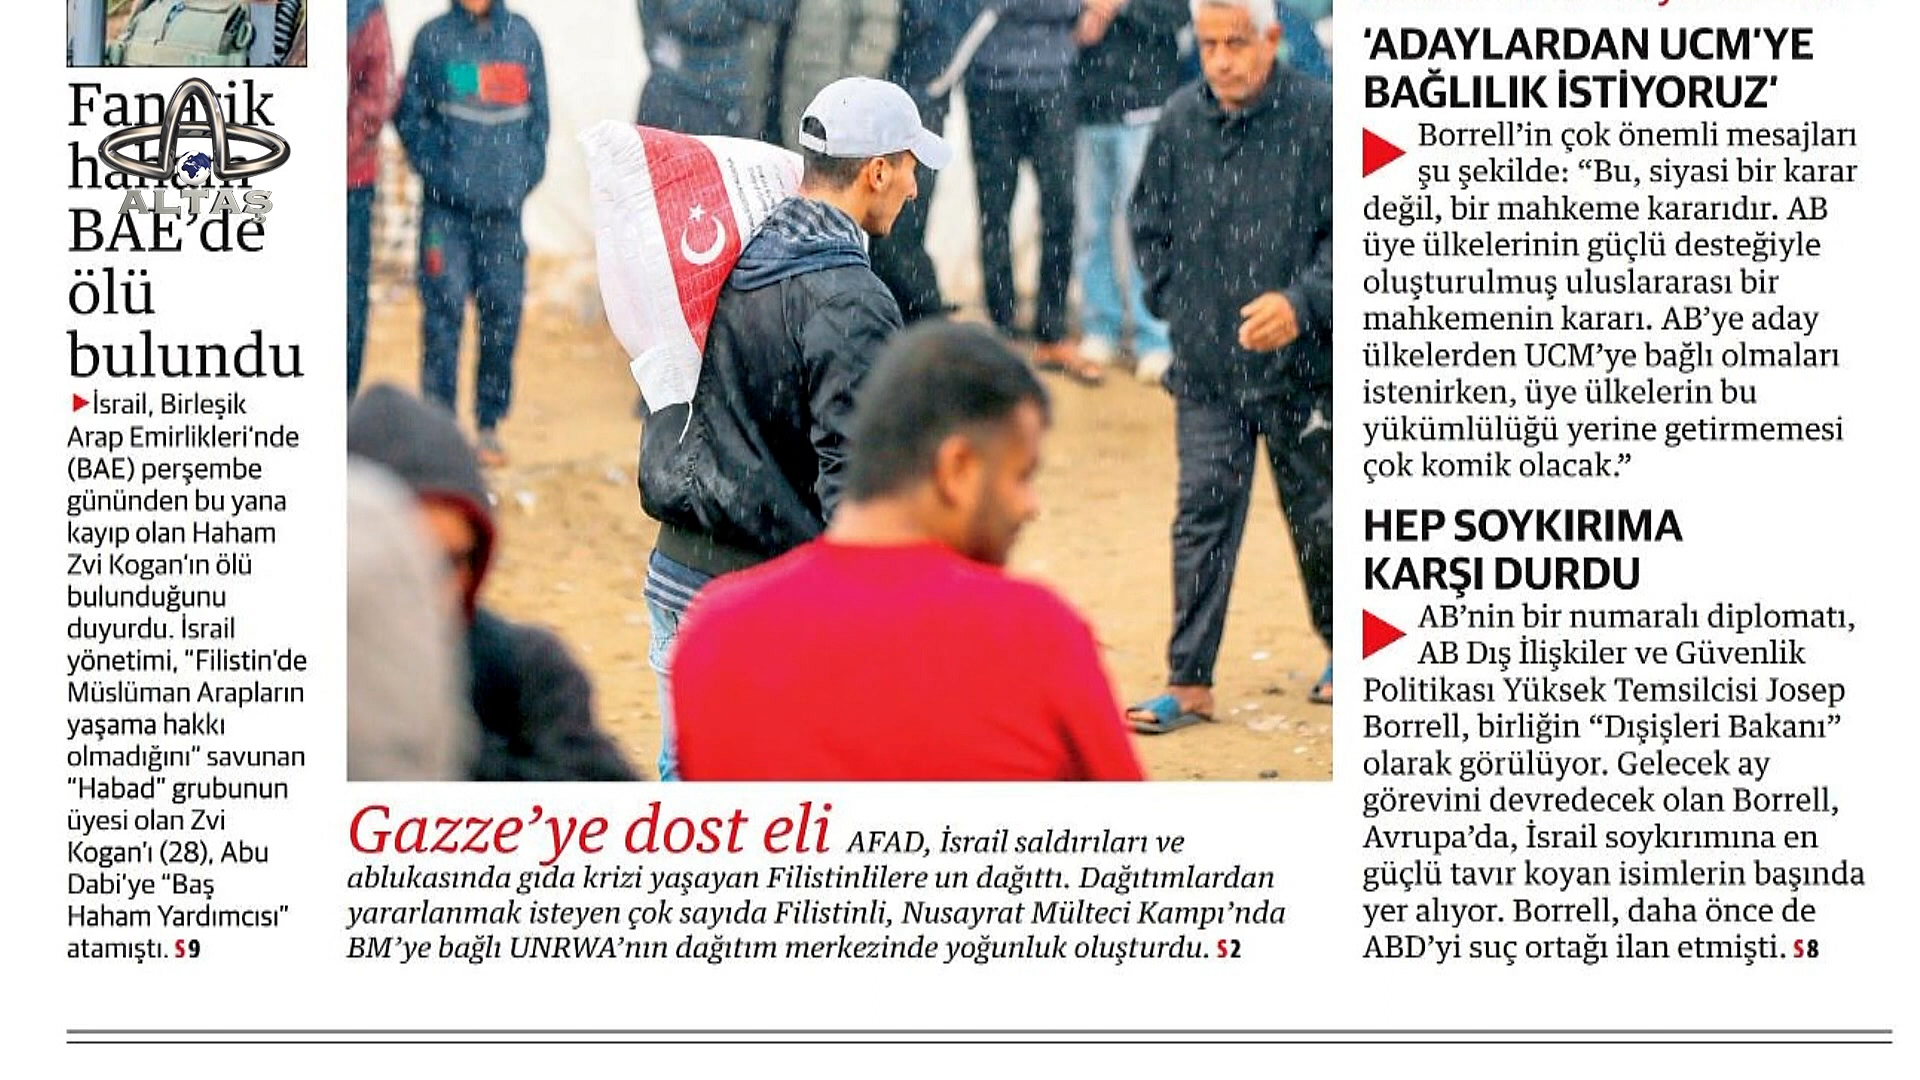 Fanatik
haham
BAE’de
ölü
bulundu
İsrail, Birleşik
Arap Emirlikleri’nde
(BAE) perşembe
gününden bu yana
kayıp olan Haham
Zvi Kogan’ın ölü
bulunduğunu
duyurdu. İsrail
yönetimi, “Filistin’de
Müslüman Arapların
yaşama hakkı
olmadığını” savunan
“Habad” grubunun
üyesi olan Zvi
Kogan’ı (28), Abu
Dabi’ye “Baş
Haham Yardımcısı”
atamıştı. S9
ALTAŞ
Gazze’ye dost eli AFAD, İsrail saldırıları ve
ablukasında gıda krizi yaşayan Filistinlilere un dağıttı. Dağıtımlardan
yararlanmak isteyen çok sayıda Filistinli, Nusayrat Mülteci Kampı’nda
BM’ye bağlı UNRWA’nın dağıtım merkezinde yoğunluk oluşturdu. S2
‘ADAYLARDAN UCM’YE
BAĞLILIK İSTİYORUZ’
Borrell’in çok önemli mesajları
şu şekilde: “Bu, siyasi bir karar
değil, bir mahkeme kararıdır. AB
üye ülkelerinin güçlü desteğiyle
oluşturulmuş uluslararası bir
mahkemenin kararı. AB’ye aday
ülkelerden UCM’ye bağlı olmaları
istenirken, üye ülkelerin bu
yükümlülüğü yerine getirmemesi
çok komik olacak.”
HEP SOYKIRIMA
KARŞI DURDU
AB’nin bir numaralı diplomatı,
AB Dış İlişkiler ve Güvenlik
Politikası Yüksek Temsilcisi Josep
Borrell, birliğin “Dışişleri Bakanı”
olarak görülüyor. Gelecek ay
görevini devredecek olan Borrell,
Avrupa’da, İsrail soykırımına en
güçlü tavır koyan isimlerin başında
yer alıyor. Borrell, daha önce de
ABD’yi suç ortağı ilan etmişti. S8